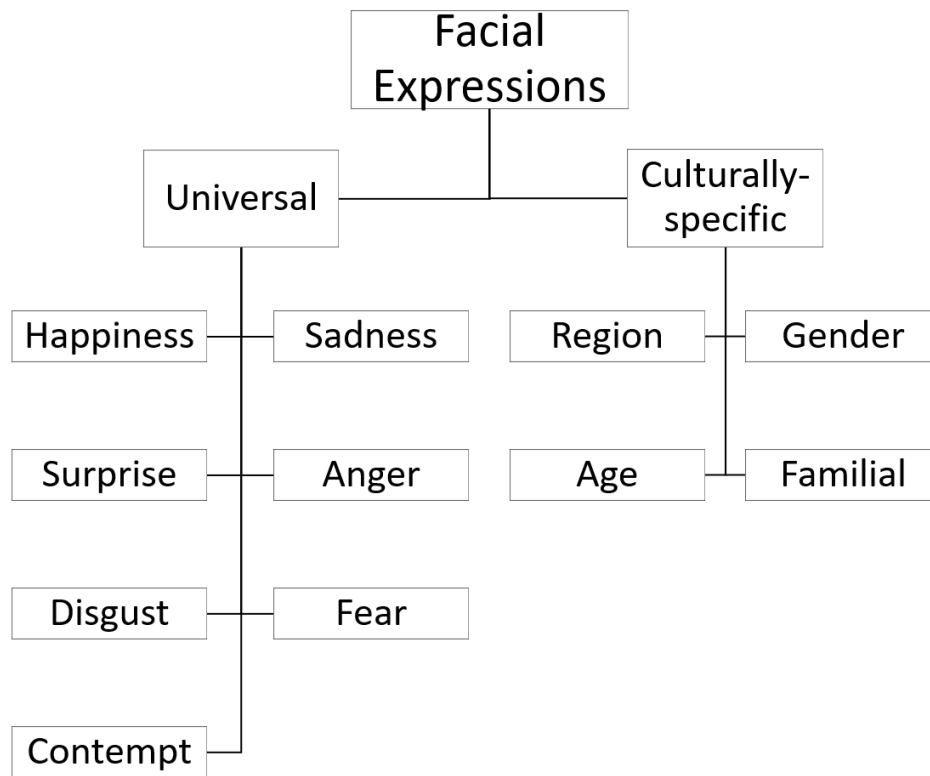 Facial
Expressions
Universal
Culturally-
specific
Happiness
Sadness
Region
Gender
Surprise
Anger
Age
Familial
Disgust
Fear
Contempt